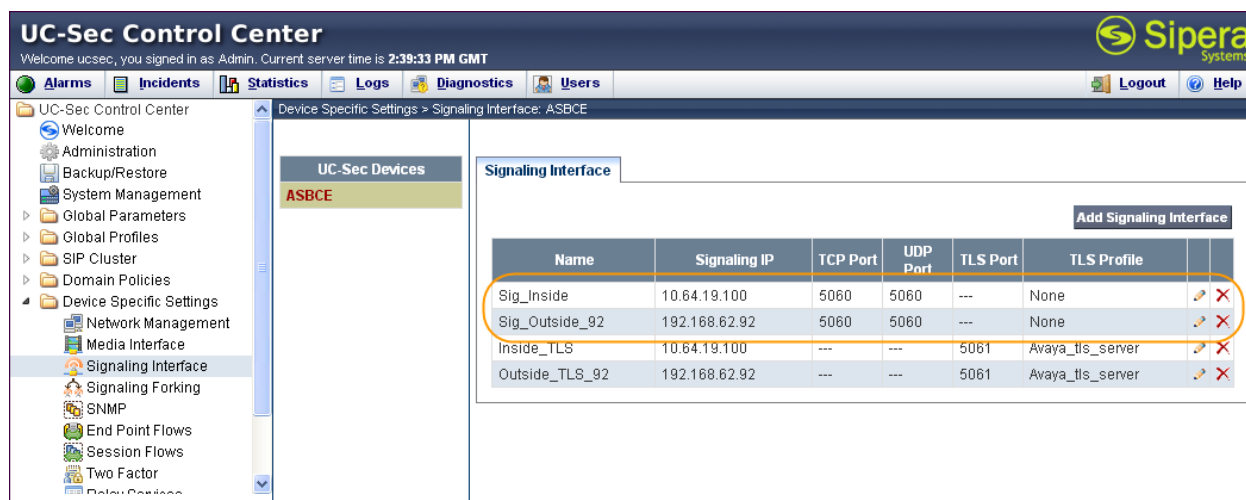 UC-Sec Control Center
Sipera
Systems
Welcome ucsec, you signed in as Admin. Current server time is 2:39:33 PM GMT
Alarms Incidents Statistics Logs Diagnostics Users Logout Help
UC-Sec Control Center
Welcome
Administration
Backup/Restore
System Management
Global Parameters
Global Profiles
SIP Cluster
Domain Policies
Device Specific Settings
Network Management
Media Interface
Signaling Interface
Signaling Forking
SNMP
End Point Flows
Session Flows
Two Factor
Relay Services
Device Specific Settings > Signaling Interface: ASBCE
UC-Sec Devices
ASBCE
Signaling Interface
Add Signaling Interface
Name Signaling IP TCP Port UDP Port TLS Port TLS Profile
Sig_Inside 10.64.19.100 5060 5060 --- None
Sig_Outside_92 192.168.62.92 5060 5060 --- None
Inside_TLS 10.64.19.100 --- --- 5061 Avaya_tls_server
Outside_TLS_92 192.168.62.92 --- --- 5061 Avaya_tls_server